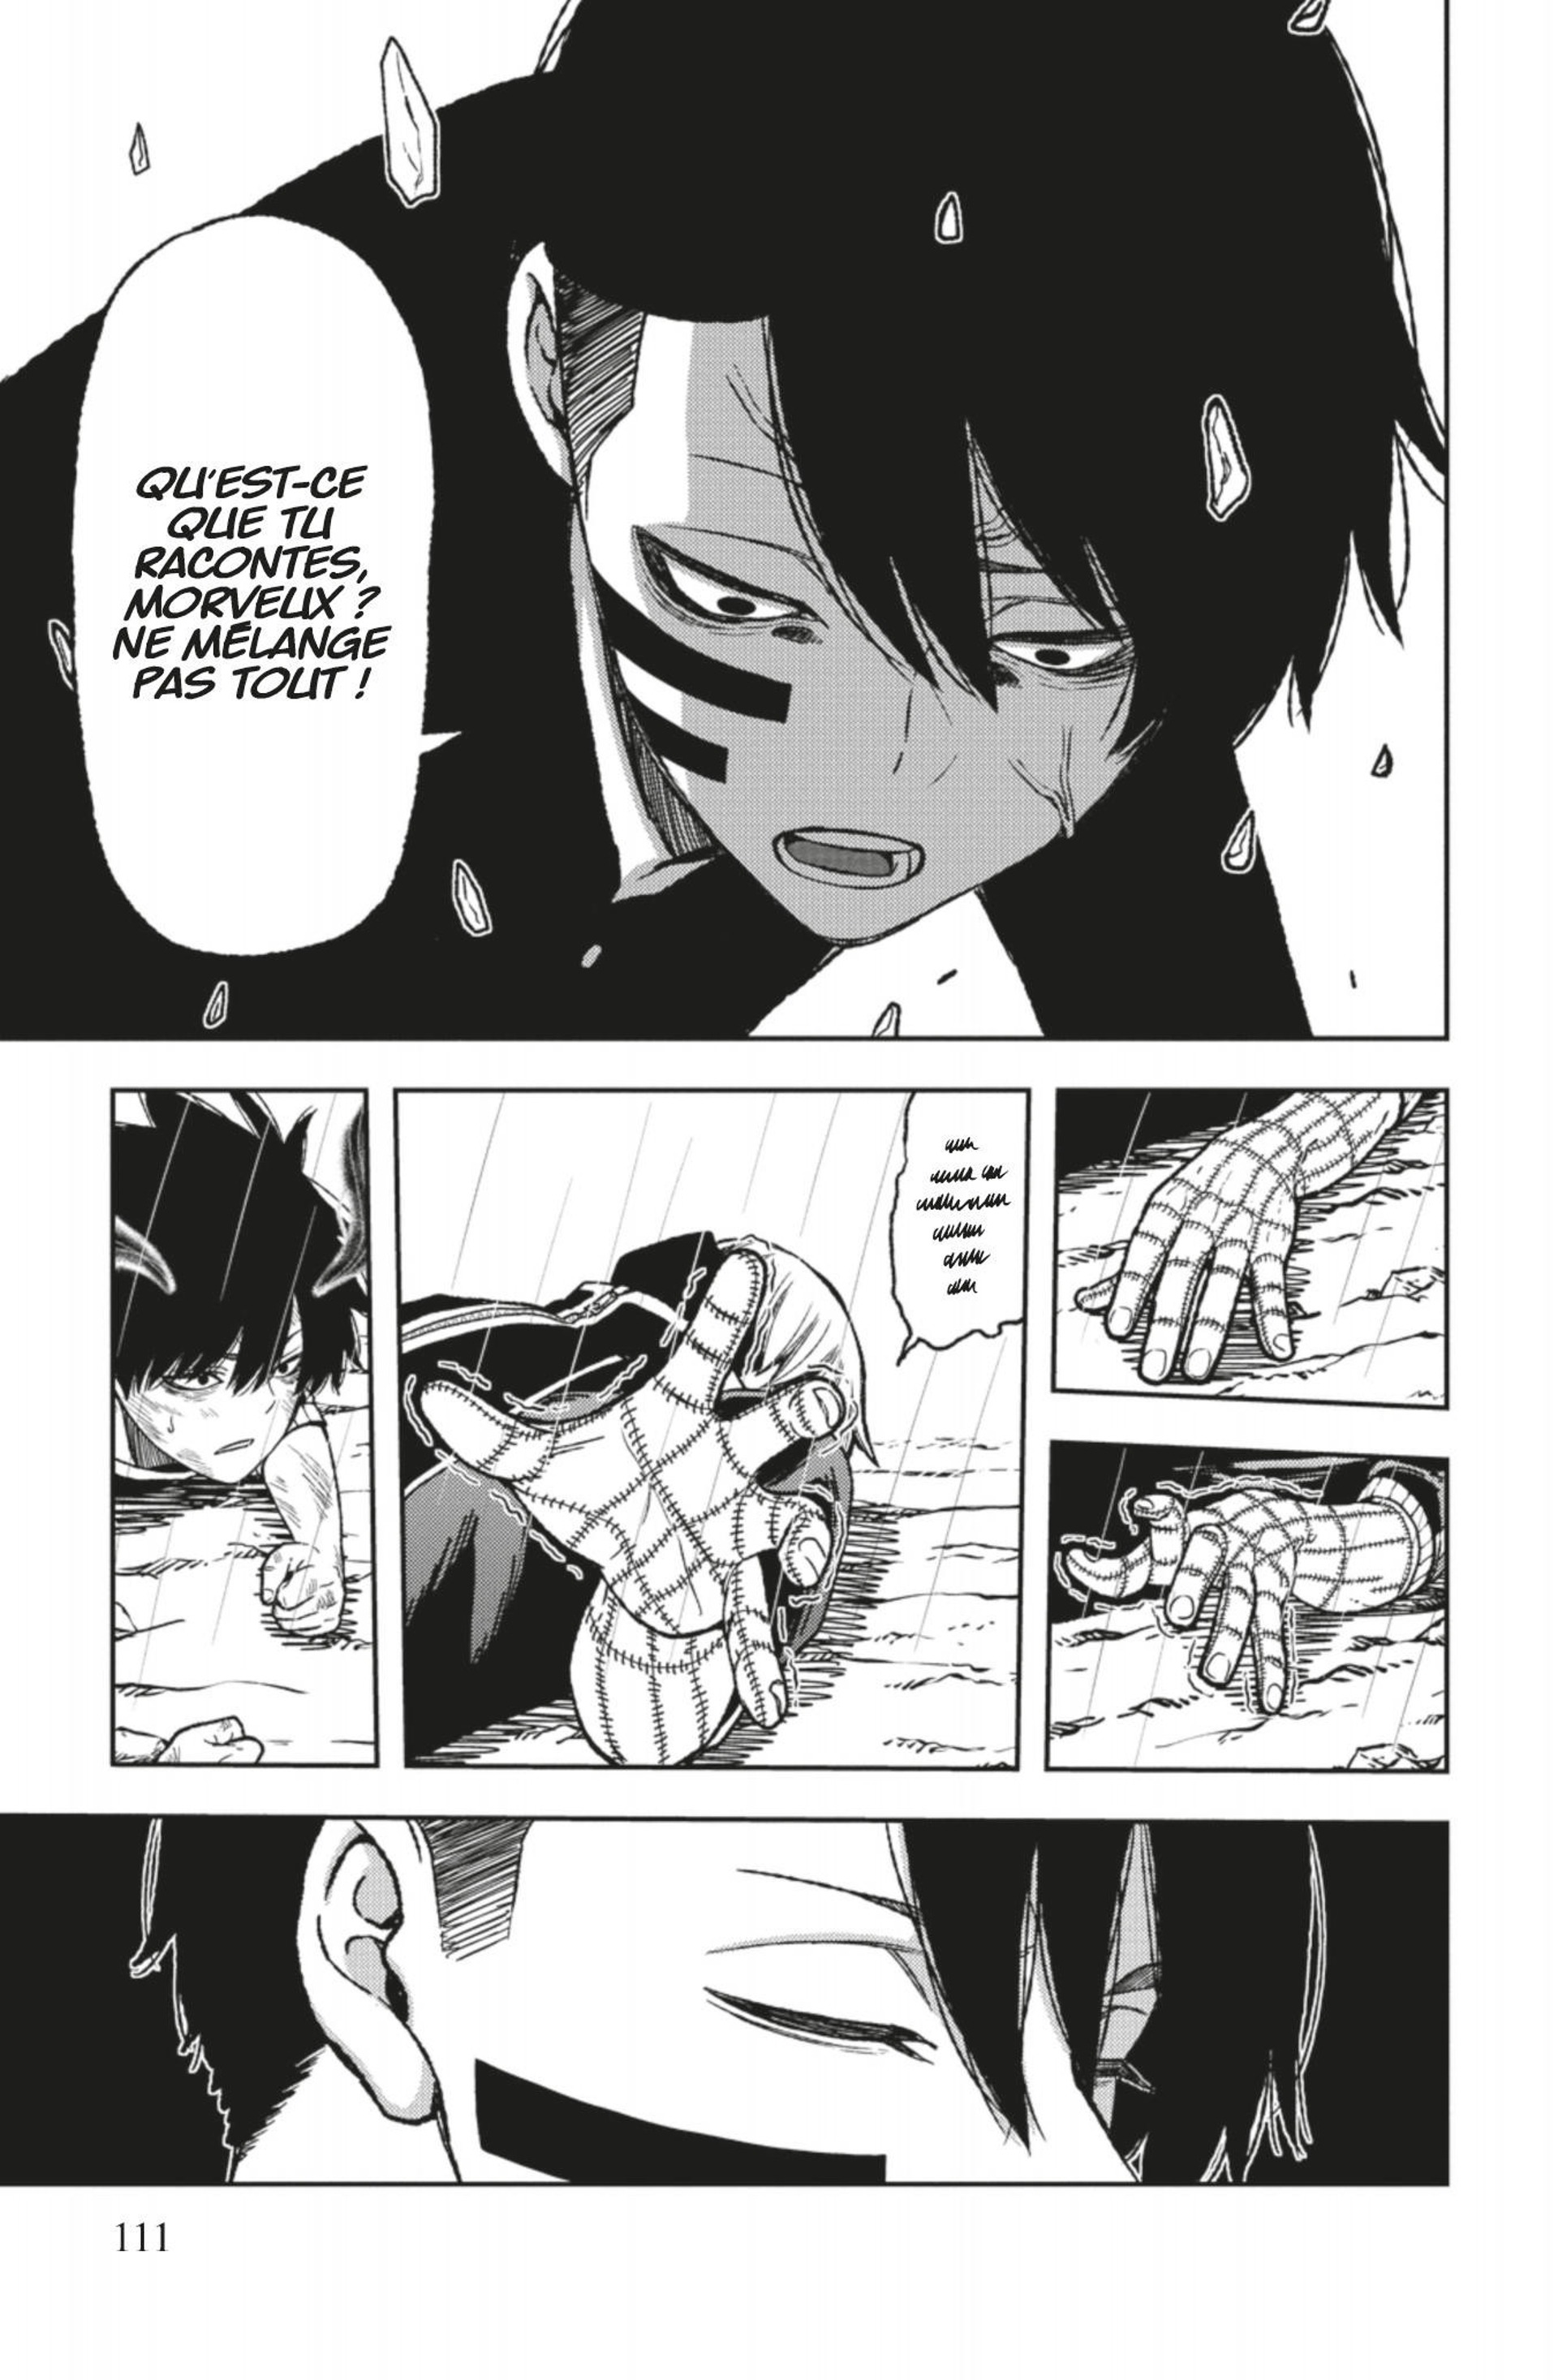 QU'EST-CE
QUE TU
RACONTES,
MORVEUX ?
NE MÉLANGE
PAS TOUT !
111